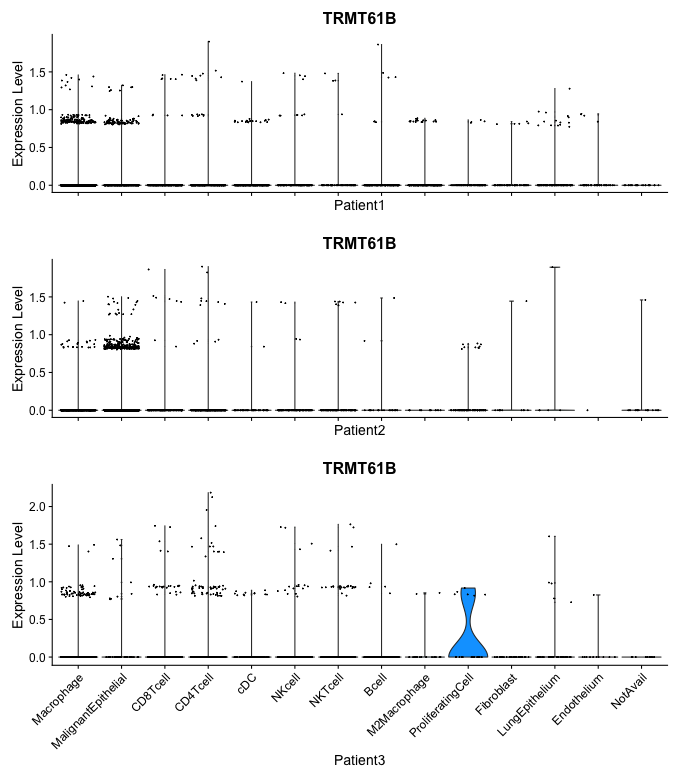 TRMT61B
Expression Level
1.5
1.0
0.5
0.0
Patient1
TRMT61B
Expression Level
1.5
1.0
0.5
0.0
Patient2
TRMT61B
Expression Level
2.0
1.5
1.0
0.5
0.0
Macrophage
MalignantEpithelial
CD8Tcell
CD4Tcell
cDC
NKcell
NKTcell
Bcell
M2Macrophage
ProliferatingCell
Fibroblast
LungEpithelium
Endothelium
NotAvail
Patient3